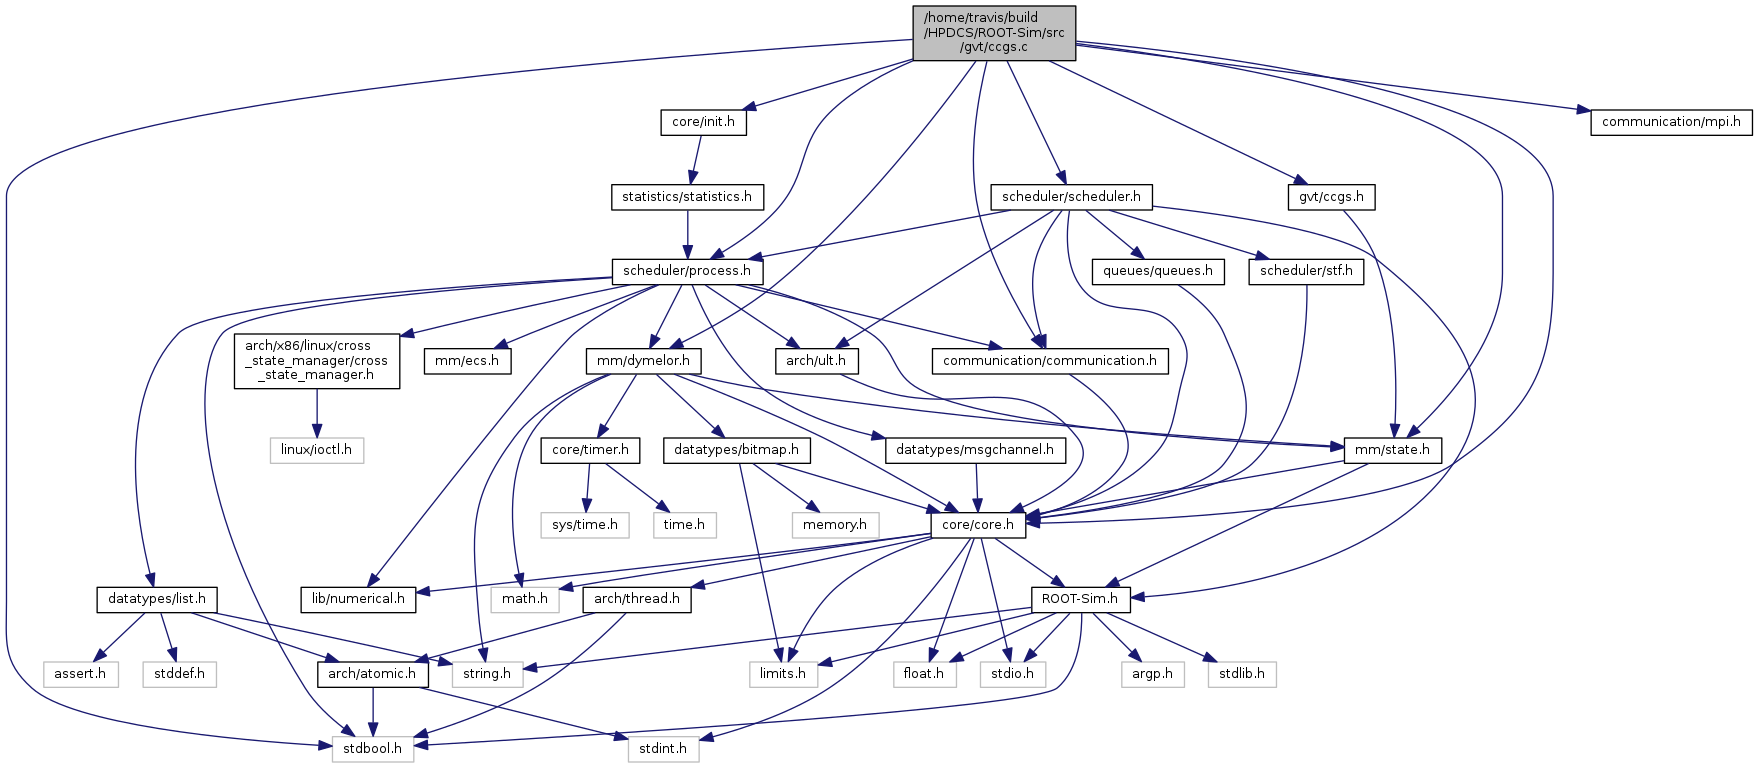 /home/travis/build
/HPDCS/ROOT-Sim/src
/gvt/ccgs.c
core/init.h
communication/mpi.h
statistics/statistics.h
scheduler/scheduler.h
gvt/ccgs.h
scheduler/process.h
queues/queues.h
scheduler/stf.h
arch/x86/linux/cross
_state_manager/cross
_state_manager.h
mm/ecs.h
mm/dymelor.h
arch/ult.h
communication/communication.h
linux/ioctl.h
core/timer.h
datatypes/bitmap.h
datatypes/msgchannel.h
mm/state.h
sys/time.h
time.h
memory.h
core/core.h
datatypes/list.h
lib/numerical.h
math.h
arch/thread.h
ROOT-Sim.h
assert.h
stddef.h
arch/atomic.h
string.h
limits.h
float.h
stdio.h
argp.h
stdlib.h
stdbool.h
stdint.h